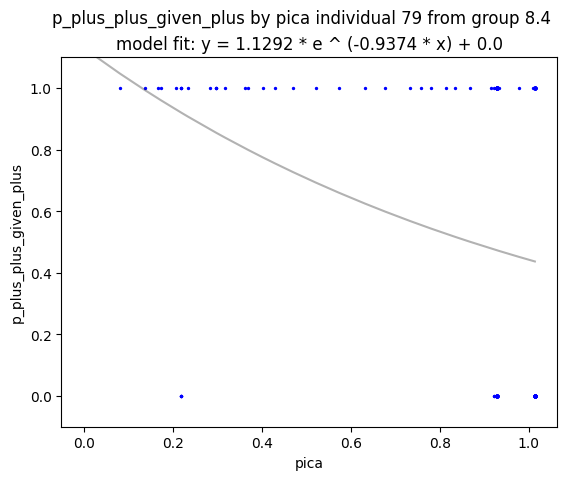 p_plus_plus_given_plus by pica individual 79 from group 8.4
model fit: y = 1.1292 * e ^ (-0.9374 * x) + 0.0
p_plus_plus_given_plus
1.0
0.8
0.6
0.4
0.2
0.0
0.0 0.2 0.4 0.6 0.8 1.0
pica